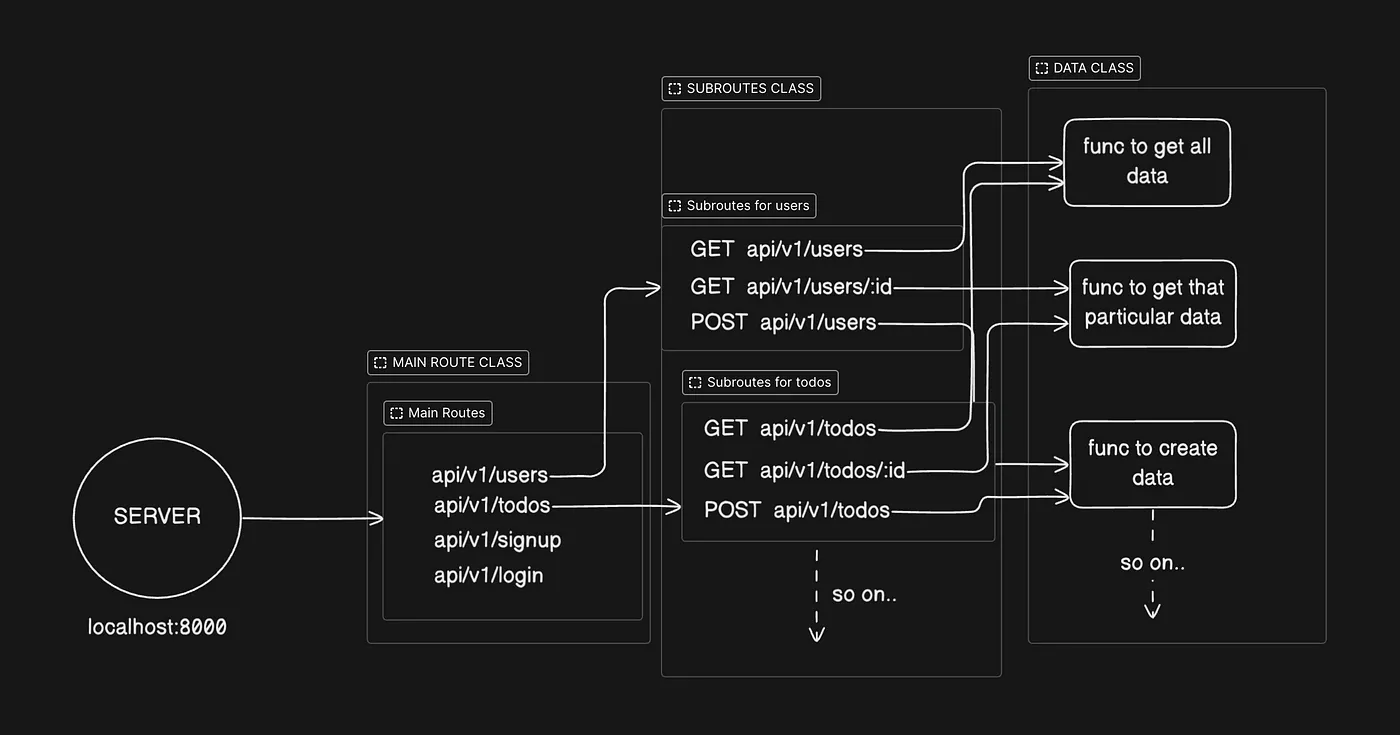 DATA CLASS
SUBROUTES CLASS
func to get all
data
Subroutes for users
GET api/v1/users
GET api/v1/users/:id
POST api/v1/users
func to get that
particular data
MAIN ROUTE CLASS
Main Routes
api/v1/users
api/v1/todos
api/v1/signup
api/v1/login
Subroutes for todos
GET api/v1/todos
GET api/v1/todos/:id
POST api/v1/todos
func to create
data
SERVER
localhost:8000
so on..
so on..